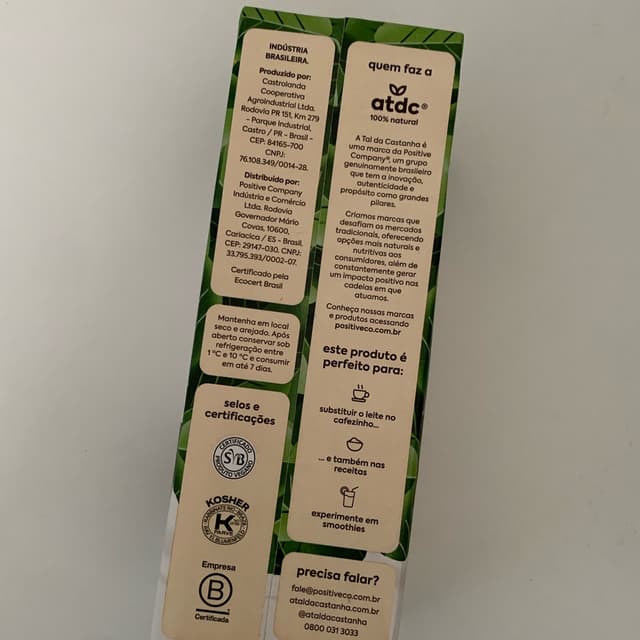 INDÚSTRIA
BRASILEIRA.
Produzido por:
Castrolanda
Cooperativa
Agroindustrial Ltda.
Rodovia PR 151, Km 279
- Parque Industrial,
Castro / PR - Brasil -
CEP: 84165-700
CNPJ:
76.108.349/0014-28.
Distribuído por:
Positive Company
Indústria e Comércio
Ltda. Rodovia
Governador Mário
Covas, 10600,
Cariacica / ES - Brasil.
CEP: 29147-030. CNPJ:
33.795.393/0002-07.
Certificado pela
Ecocert Brasil
Mantenha em local
seco e arejado. Após
aberto conservar sob
refrigeração entre
1 ºC e 10 ºC e consumir
em até 7 dias.
selos e
certificações
CERTIFICADO
SVB
PRODUTO VEGANO
KOSHER
K
PARVE
Empresa
B
Certificada
quem faz a
atdc®
100% natural
A Tal da Castanha é
uma marca da Positive
Company®, um grupo
genuinamente brasileiro
que tem a inovação,
autenticidade e
propósito como grandes
pilares.
Criamos marcas que
desafiam os mercados
tradicionais, oferecendo
opções mais naturais e
nutritivas aos
consumidores, além de
constantemente gerar
um impacto positivo nas
cadeias em que
atuamos.
Conheça nossas marcas
e produtos acessando
positiveco.com.br
este produto é
perfeito para:
substituir o leite no
cafezinho...
... e também nas
receitas
experimente em
smoothies
precisa falar?
fale@positiveco.com.br
ataldacastanha.com.br
@ataldacastanha
0800 031 3033